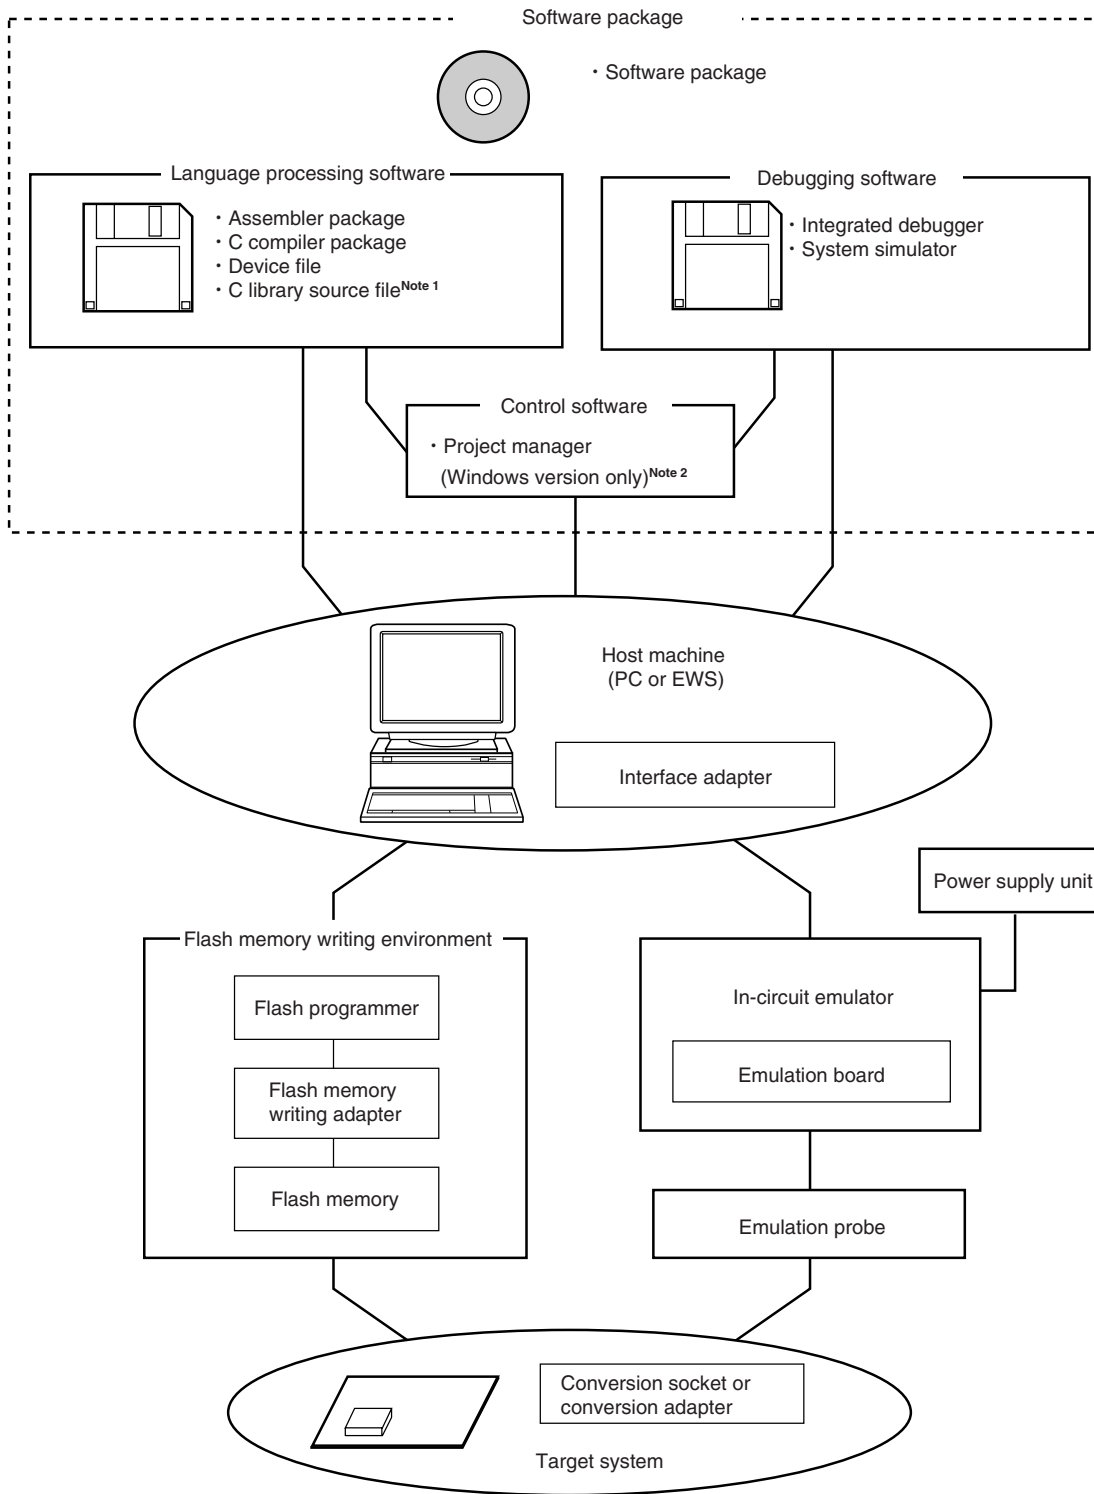 Software package
・Software package
Language processing software
・Assembler package
・C compiler package
・Device file
・C library source fileNote 1
Debugging software
・Integrated debugger
・System simulator
Control software
・Project manager
(Windows version only)Note 2
Host machine
(PC or EWS)
Interface adapter
Power supply unit
Flash memory writing environment
Flash programmer
Flash memory
writing adapter
Flash memory
In-circuit emulator
Emulation board
Emulation probe
Conversion socket or
conversion adapter
Target system